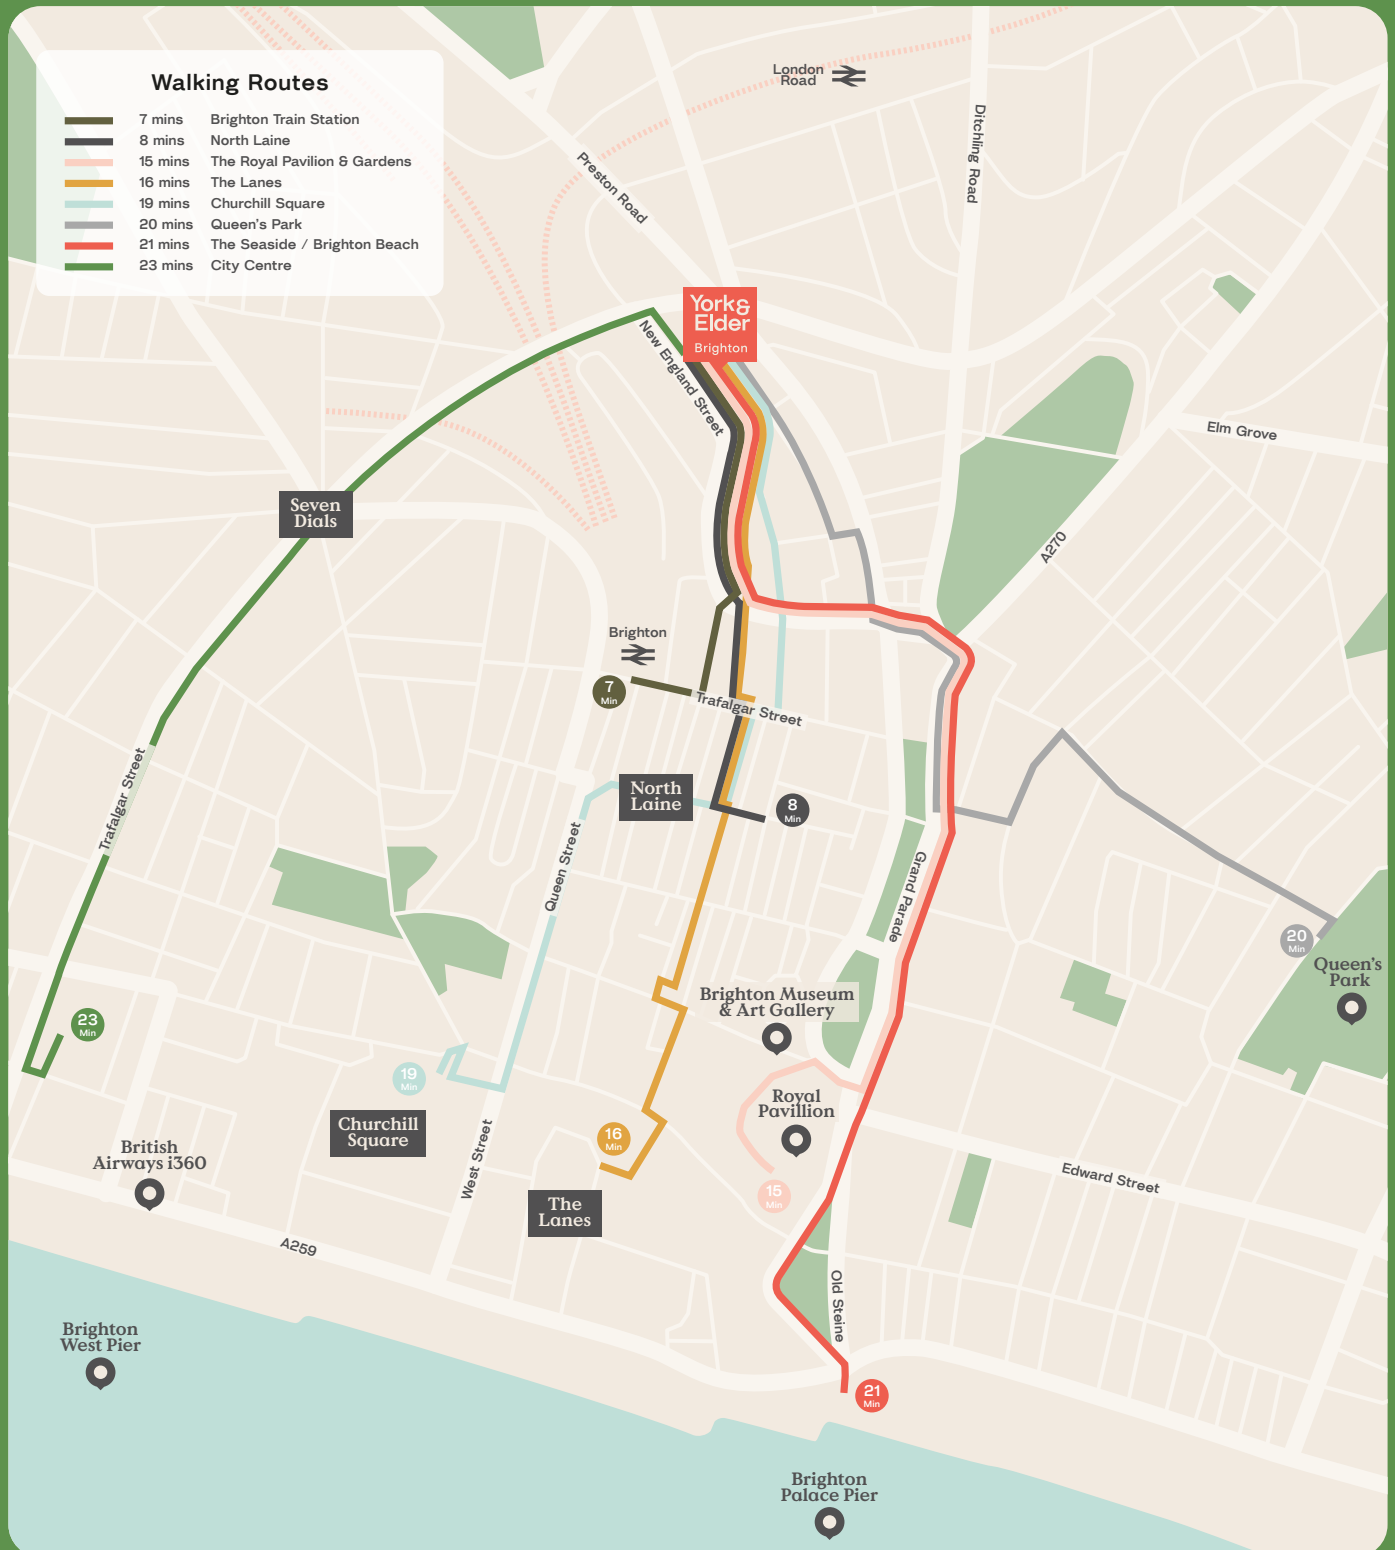 Walking Routes
7 mins Brighton Train Station
8 mins North Laine
15 mins The Royal Pavilion & Gardens
16 mins The Lanes
19 mins Churchill Square
20 mins Queen's Park
21 mins The Seaside / Brighton Beach
23 mins City Centre
London
Road
Preston Road
Ditchling Road
York&
Elder
Brighton
New England Street
Elm Grove
Seven
Dials
A270
Brighton
7
Min
Trafalgar Street
Trafalgar Street
North
Laine
8
Min
Queen Street
Grand Parade
20
Min
Queen's
Park
Brighton Museum
& Art Gallery
23
Min
19
Min
Churchill
Square
Royal
Pavillion
16
Min
British
Airways i360
West Street
15
Min
Edward Street
The
Lanes
A259
Old Steine
Brighton
West Pier
21
Min
Brighton
Palace Pier